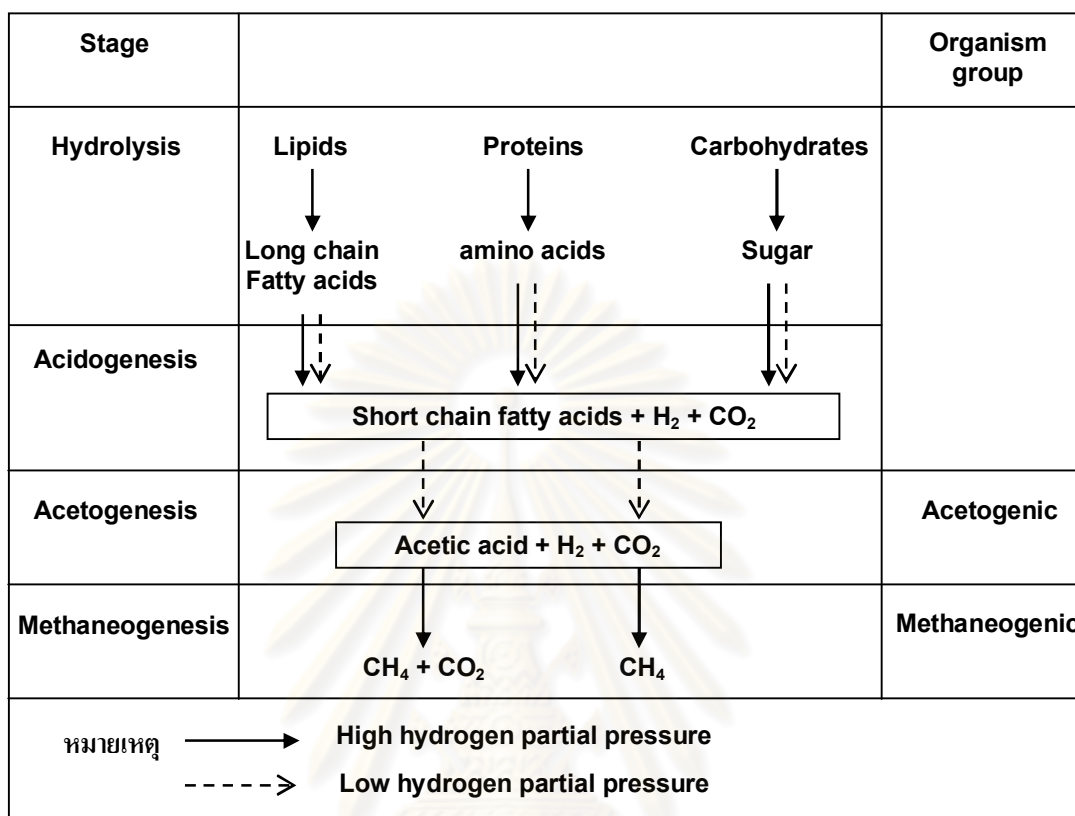 Stage
Organism
group
Hydrolysis
Lipids
Proteins
Carbohydrates
Long chain
Fatty acids
amino acids
Sugar
Acidogenesis
Short chain fatty acids + H₂ + CO₂
Acetogenesis
Acetic acid + H₂ + CO₂
Acetogenic
Methaneogenesis
CH₄ + CO₂
CH₄
Methaneogenic
หมายเหตุ
High hydrogen partial pressure
Low hydrogen partial pressure